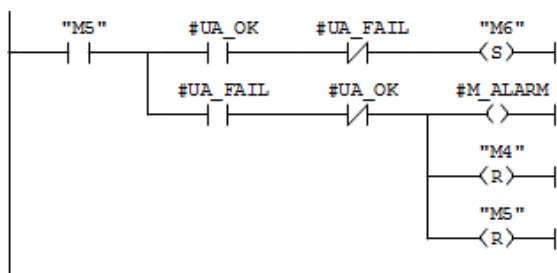 "M5" #UA_OK #UA_FAIL "M6"
S
#UA_FAIL #UA_OK #M_ALARM
"M4"
R
"M5"
R